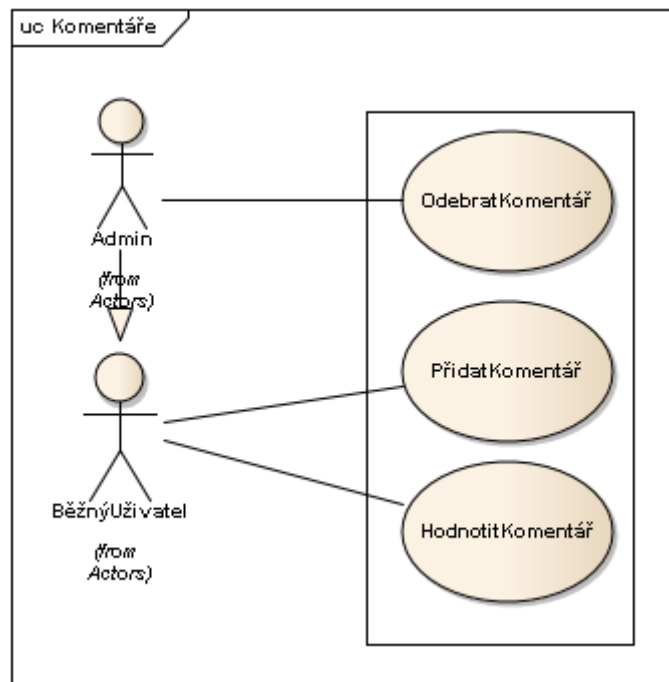 uc Komentáře
Admin
(from
Actors)
OdebratKomentář
PřidatKomentář
BěžnýUživatel
(from
Actors)
HodnotitKomentář